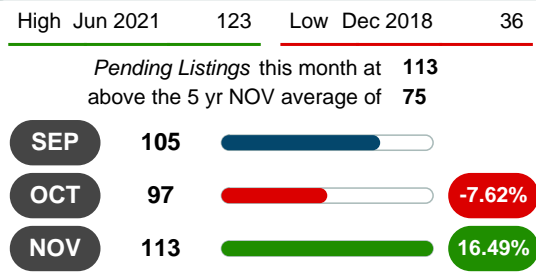 High Jun 2021 123 Low Dec 2018 36
Pending Listings this month at 113
above the 5 yr NOV average of 75
SEP 105
OCT 97 -7.62%
NOV 113 16.49%